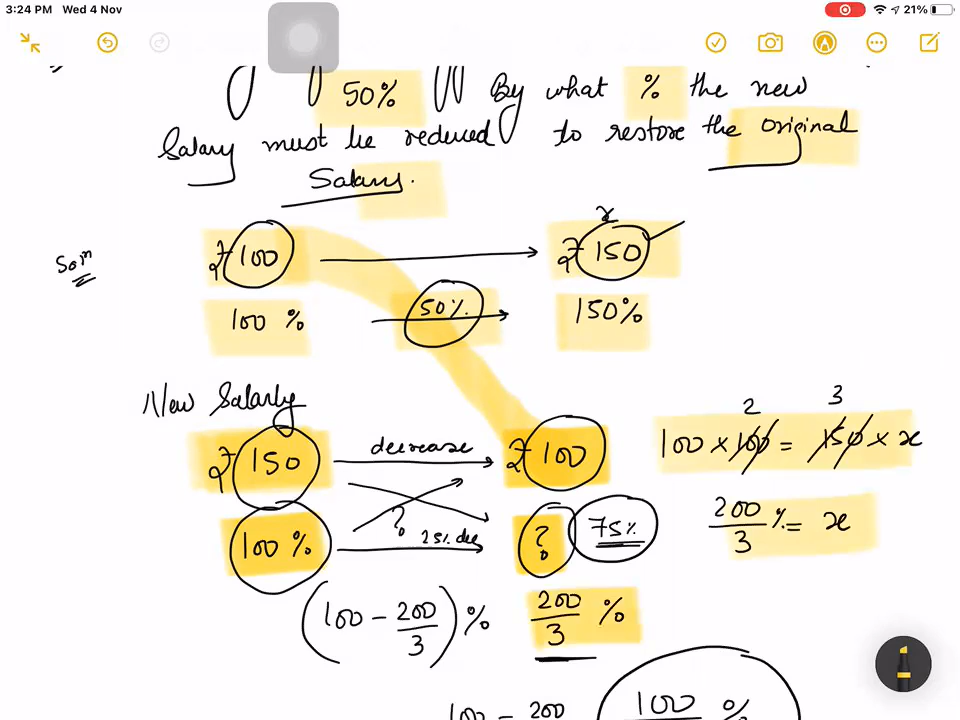 3:24 PM Wed 4 Nov 21%
50% By what % the new
Salary must be reduced to restore the original
Salary.
Soln
₹100 ₹150 x
100 % 50% 150%
New Salarly
₹150 decrease ₹100
100 % ? 25% dec ? 75%
2 3
100 × 100 = 150 × x
200/3 % = x
(100 - 200/3) % 200/3 %
100 - 200 100 %